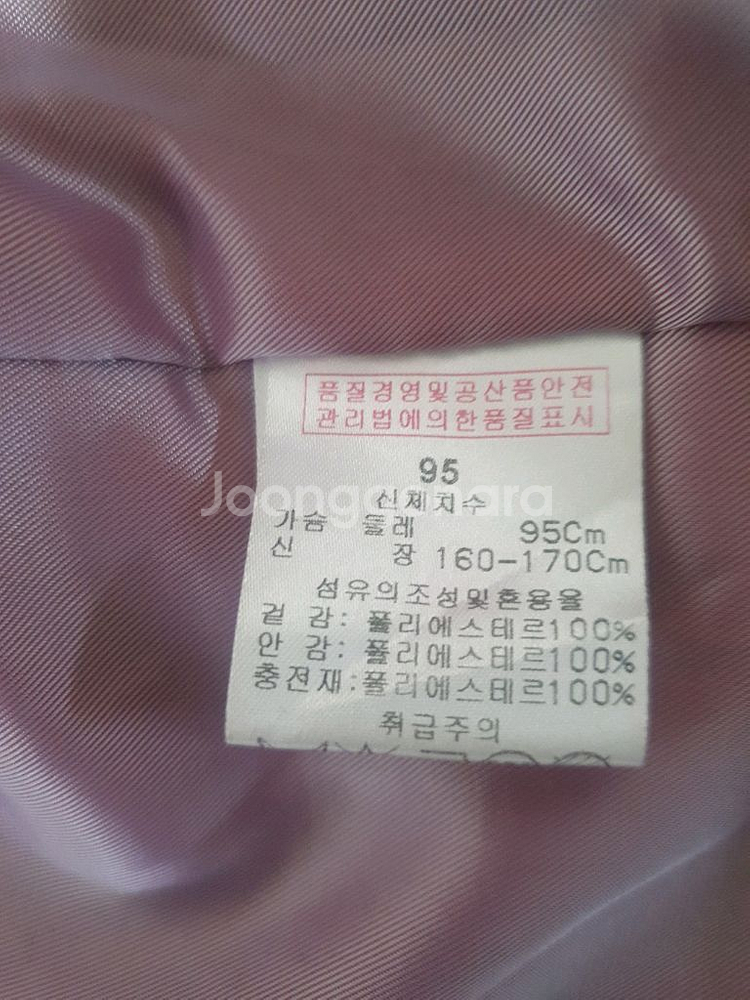 품질경영및공산품안전
관리법에의한품질표시
95
신체치수
Joonggonara
가슴 둘레 95Cm
신 장 160-170Cm
섬유의조성및혼용율
겉 감: 폴리에스테르100%
안 감: 폴리에스테르100%
충전재:폴리에스테르100%
취급주의